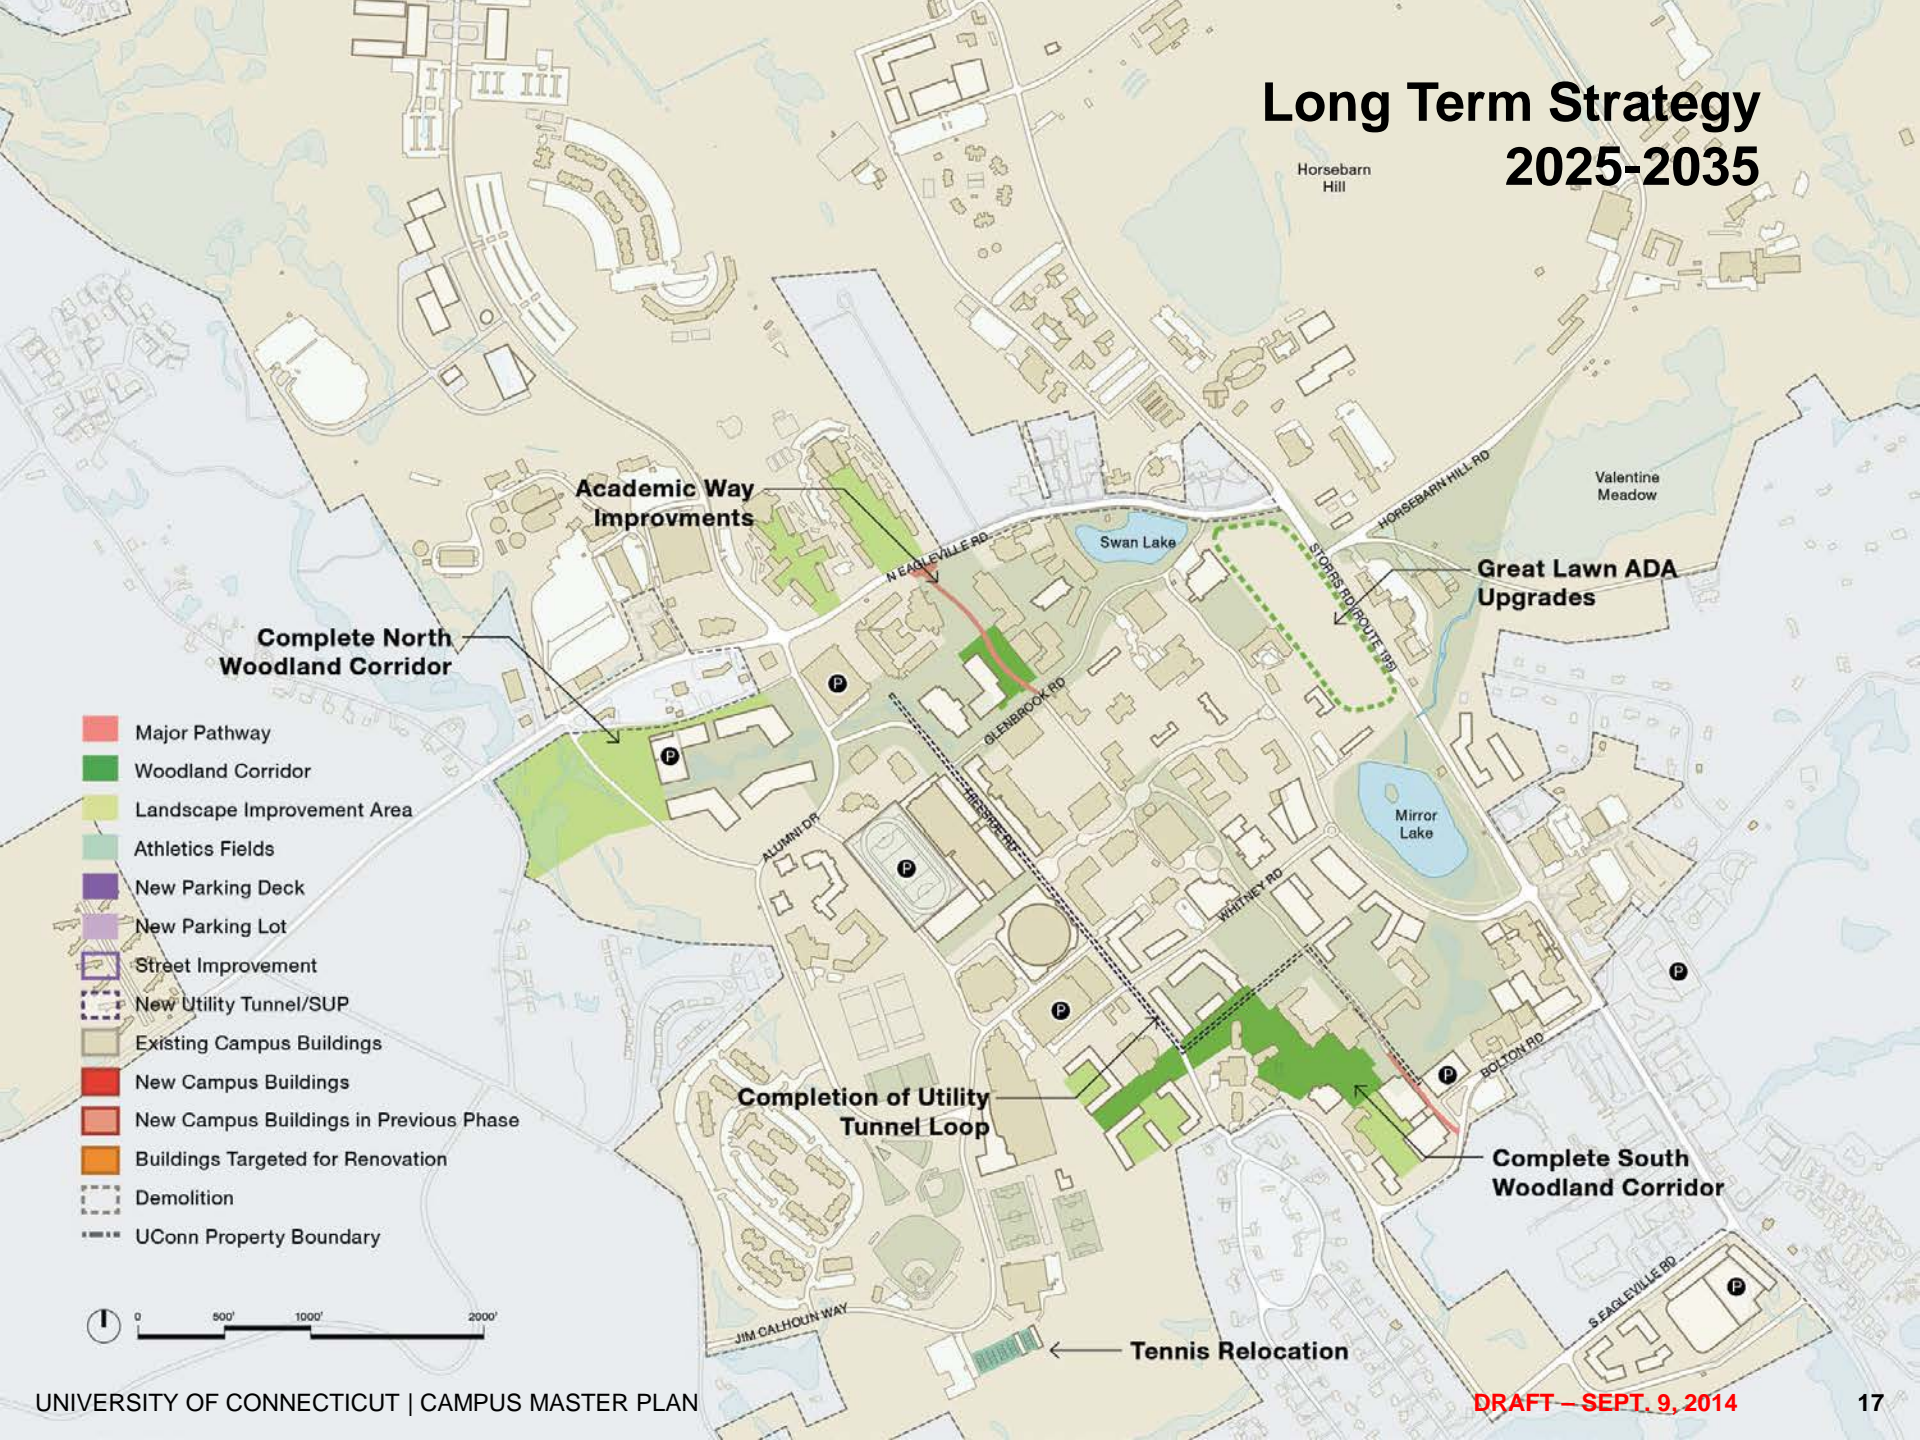 Long Term Strategy
2025-2035
Horsebarn
Hill
Valentine
Meadow
HORSEBARN HILL RD
Academic Way
Improvments
N EAGLEVILLE RD
Swan Lake
STORRS RD (ROUTE 195)
Great Lawn ADA
Upgrades
Complete North
Woodland Corridor
P
P
GLENBROOK RD
Major Pathway
Woodland Corridor
Landscape Improvement Area
Athletics Fields
New Parking Deck
New Parking Lot
Street Improvement
New Utility Tunnel/SUP
Existing Campus Buildings
New Campus Buildings
New Campus Buildings in Previous Phase
Buildings Targeted for Renovation
Demolition
UConn Property Boundary
ALUMNI DR
HILLSIDE RD
P
Mirror
Lake
WHITNEY RD
P
P
P
BOLTON RD
Completion of Utility
Tunnel Loop
Complete South
Woodland Corridor
S EAGLEVILLE RD
P
JIM CALHOUN WAY
Tennis Relocation
0 500' 1000' 2000'
UNIVERSITY OF CONNECTICUT | CAMPUS MASTER PLAN
DRAFT – SEPT. 9, 2014
17